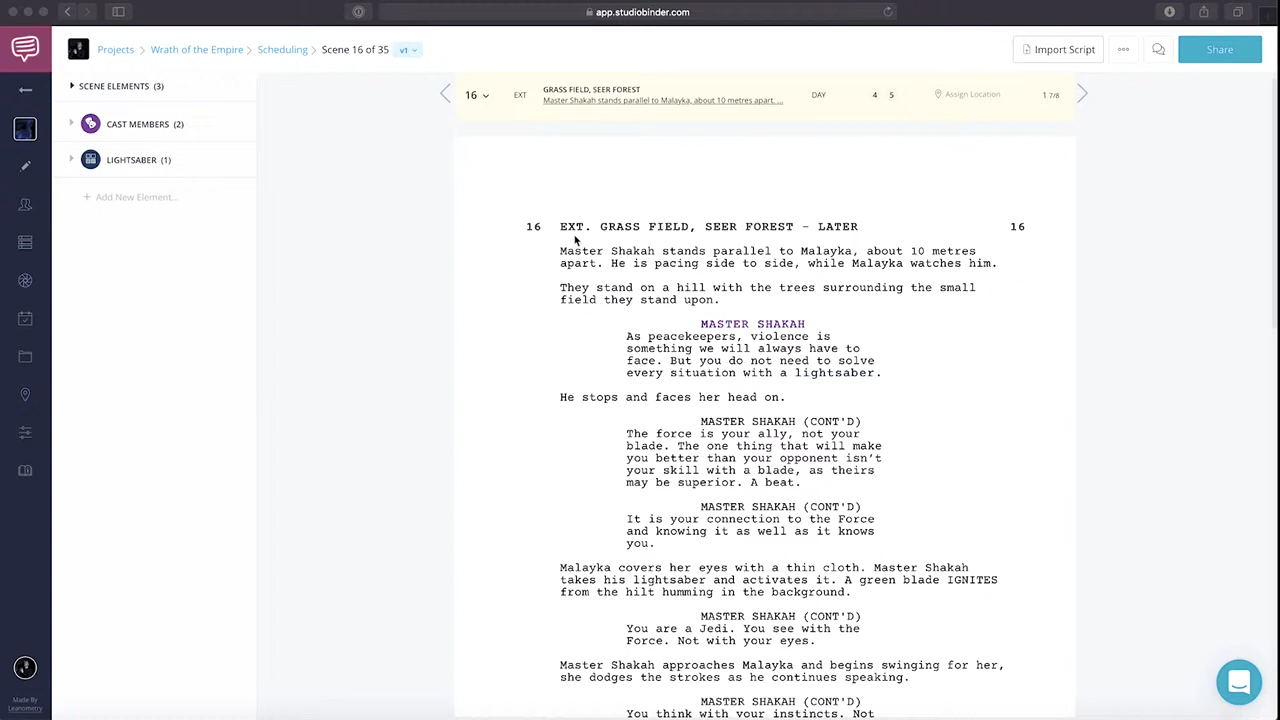 app.studiobinder.com
Projects > Wrath of the Empire > Scheduling > Scene 16 of 35 v1
Import Script
Share
SCENE ELEMENTS (3)
CAST MEMBERS (2)
LIGHTSABER (1)
+ Add New Element...
16 EXT GRASS FIELD, SEER FOREST DAY 4 5 Assign Location 1 7/8
Master Shakah stands parallel to Malayka, about 10 metres apart. ...
16 EXT. GRASS FIELD, SEER FOREST - LATER 16
Master Shakah stands parallel to Malayka, about 10 metres
apart. He is pacing side to side, while Malayka watches him.
They stand on a hill with the trees surrounding the small
field they stand upon.
MASTER SHAKAH
As peacekeepers, violence is
something we will always have to
face. But you do not need to solve
every situation with a lightsaber.
He stops and faces her head on.
MASTER SHAKAH (CONT'D)
The force is your ally, not your
blade. The one thing that will make
you better than your opponent isn't
your skill with a blade, as theirs
may be superior. A beat.
MASTER SHAKAH (CONT'D)
It is your connection to the Force
and knowing it as well as it knows
you.
Malayka covers her eyes with a thin cloth. Master Shakah
takes his lightsaber and activates it. A green blade IGNITES
from the hilt humming in the background.
MASTER SHAKAH (CONT'D)
You are a Jedi. You see with the
Force. Not with your eyes.
Master Shakah approaches Malayka and begins swinging for her,
she dodges the strokes as he continues speaking.
MASTER SHAKAH (CONT'D)
You think with your instincts. Not
Made By
Leanometry